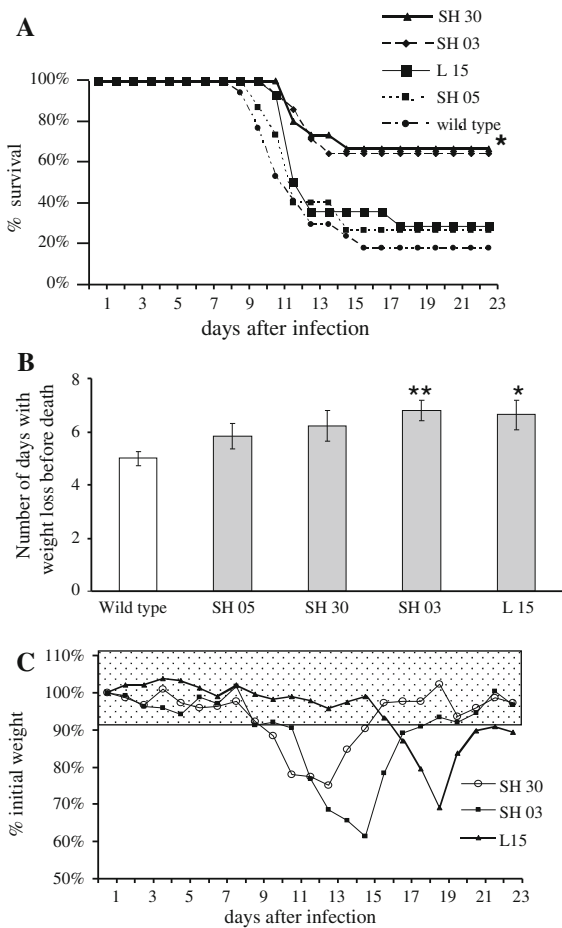 A
SH 30
SH 03
L 15
SH 05
wild type
% survival
100%
80%
60%
40%
20%
0%
*
1 3 5 7 9 11 13 15 17 19 21 23
days after infection
B
Number of days with
weight loss before death
8
6
4
2
0
** *
Wild type SH 05 SH 30 SH 03 L 15
C
% initial weight
110%
100%
90%
80%
70%
60%
50%
SH 30
SH 03
L15
1 3 5 7 9 11 13 15 17 19 21 23
days after infection